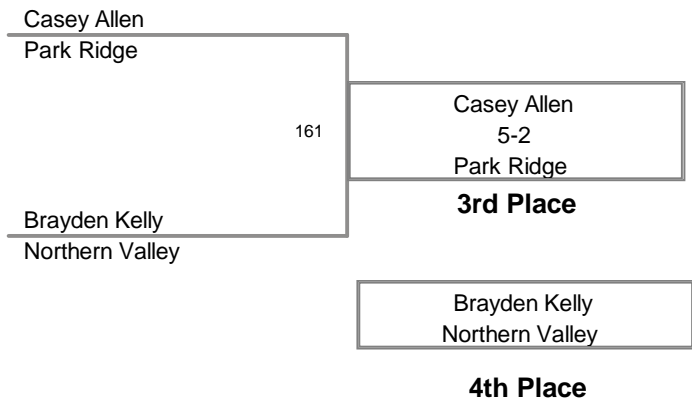 Casey Allen
Park Ridge
161
Casey Allen
5-2
Park Ridge
3rd Place
Brayden Kelly
Northern Valley
Brayden Kelly
Northern Valley
4th Place